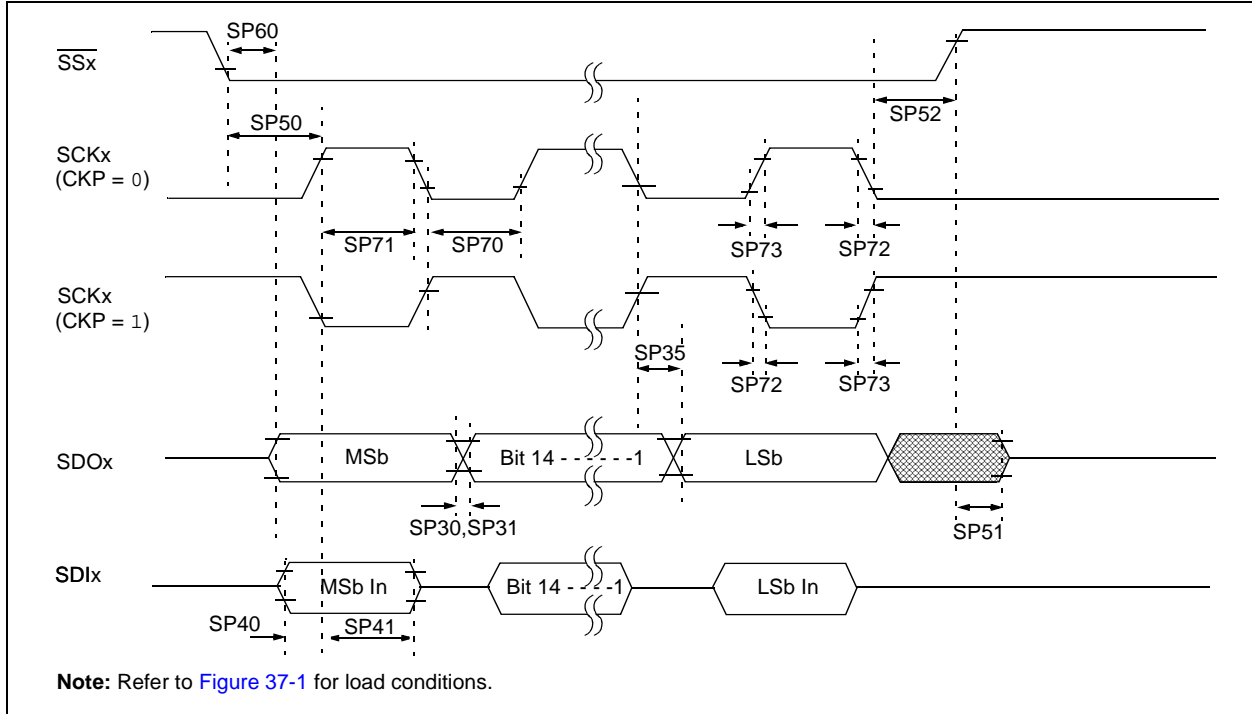 SP60
SSx
SP50
SP52
SCKx
(CKP = 0)
SP71
SP70
SP73
SP72
SCKx
(CKP = 1)
SP35
SP72
SP73
SDOx
MSb
Bit 14 - - - - - -1
LSb
SP30,SP31
SP51
SDIx
MSb In
Bit 14 - - - -1
LSb In
SP40
SP41
Note: Refer to Figure 37-1 for load conditions.